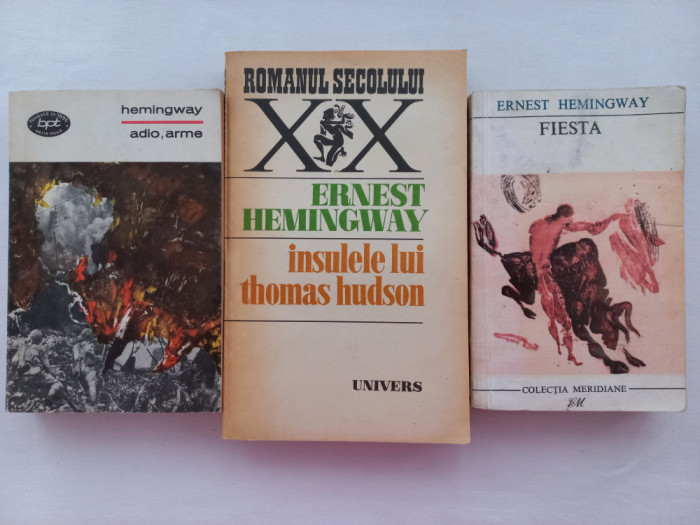 bpt
hemingway
adio, arme
ROMANUL SECOLULUI
XX
ERNEST
HEMINGWAY
insulele lui
thomas hudson
UNIVERS
ERNEST HEMINGWAY
FIESTA
COLECȚIA MERIDIANE
EM